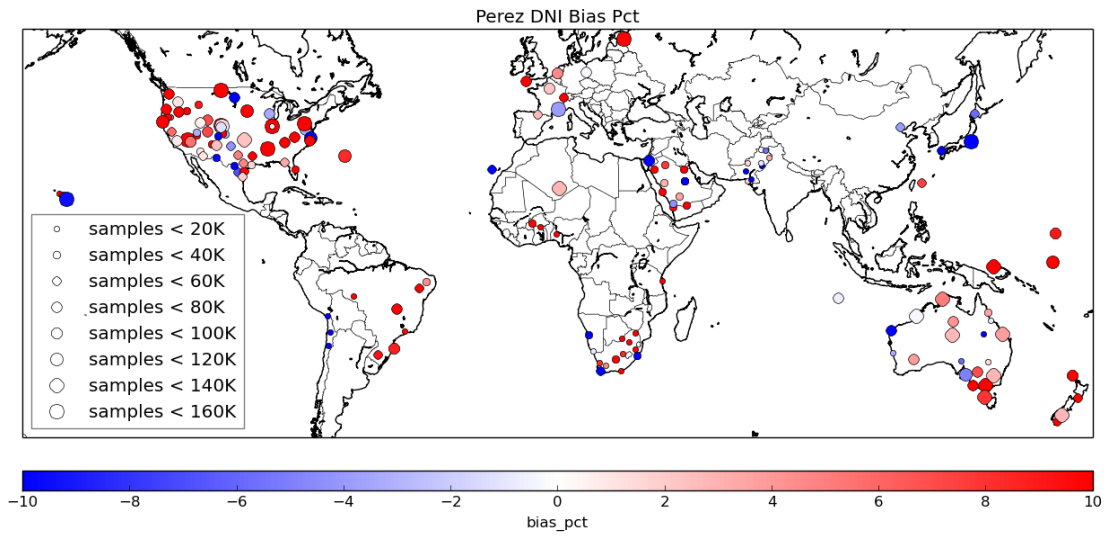 Perez DNI Bias Pct
samples < 20K
samples < 40K
samples < 60K
samples < 80K
samples < 100K
samples < 120K
samples < 140K
samples < 160K
−10 −8 −6 −4 −2 0 2 4 6 8 10
bias_pct